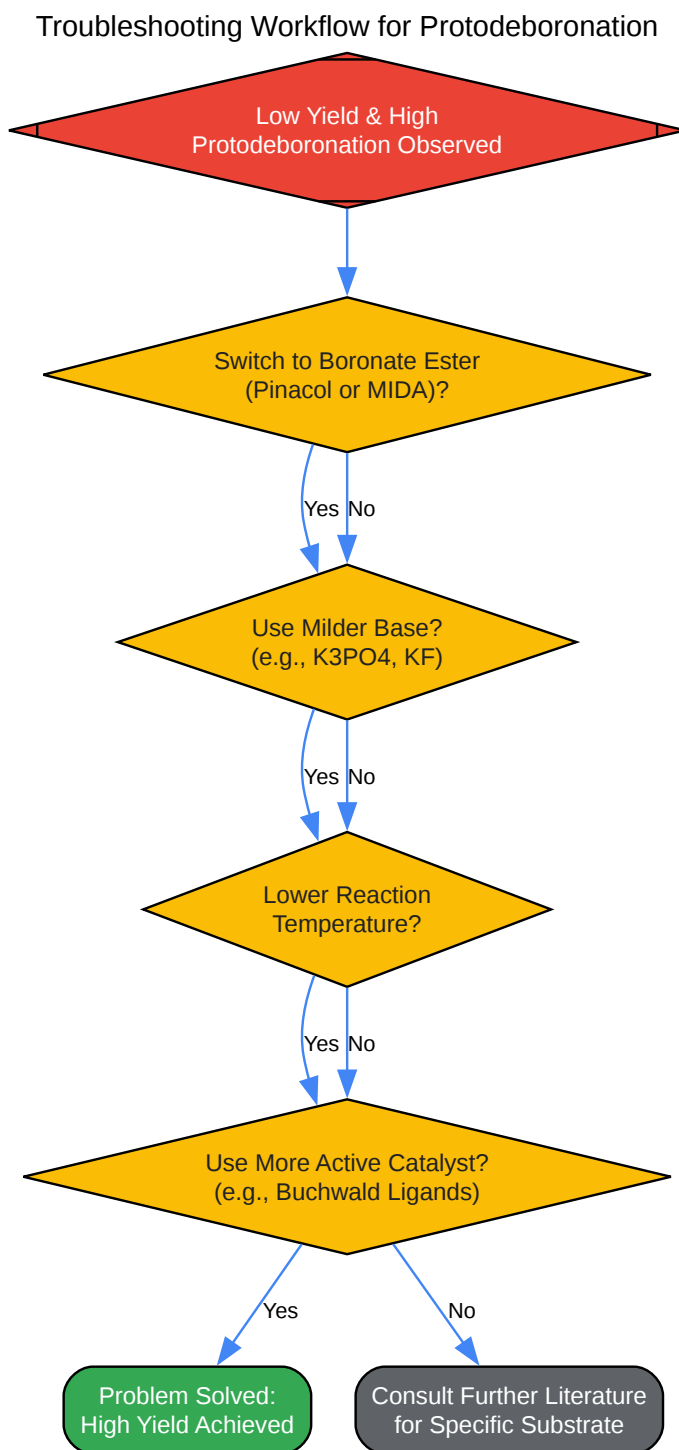 Troubleshooting Workflow for Protodeboronation
Low Yield & High
Protodeboronation Observed
Switch to Boronate Ester
(Pinacol or MIDA)?
Yes
No
Use Milder Base?
(e.g., K3PO4, KF)
Yes
No
Lower Reaction
Temperature?
Yes
No
Use More Active Catalyst?
(e.g., Buchwald Ligands)
Yes
No
Problem Solved:
High Yield Achieved
Consult Further Literature
for Specific Substrate